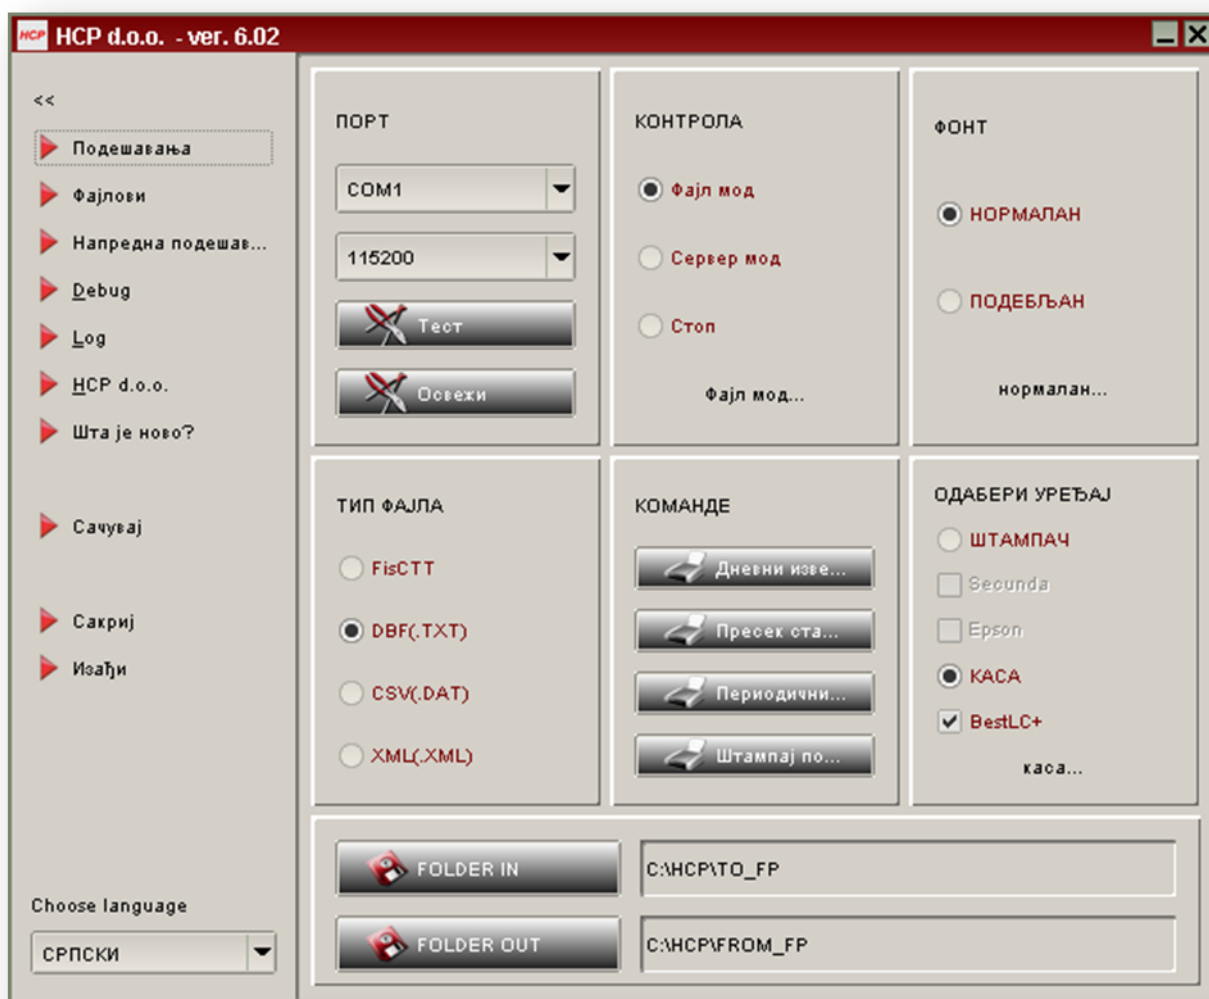 HCP HCP d.o.o. - ver. 6.02
<<
Подешавања
Фајлови
Напредна подешав...
Debug
Log
HCP d.o.o.
Шта је ново?
Сачувај
Сакриј
Изађи
Choose language
СРПСКИ
ПОРТ
COM1
115200
Тест
Освежи
КОНТРОЛА
Фајл мод
Сервер мод
Стоп
Фајл мод...
ФОНТ
НОРМАЛАН
ПОДЕБЉАН
нормалан...
ТИП ФАЈЛА
FisCTT
DBF(.TXT)
CSV(.DAT)
XML(.XML)
КОМАНДЕ
Дневни изве...
Пресек ста...
Периодични...
Штампај по...
ОДАБЕРИ УРЕЂАЈ
ШТАМПАЧ
Secunda
Epson
КАСА
BestLC+
каса...
FOLDER IN
C:\HCP\TO_FP
FOLDER OUT
C:\HCP\FROM_FP